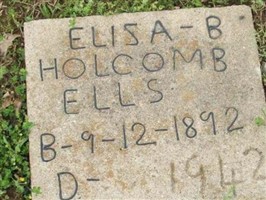 ELIZA-B
HOLCOMB
ELLS
B-9-12-1892
D- 1942